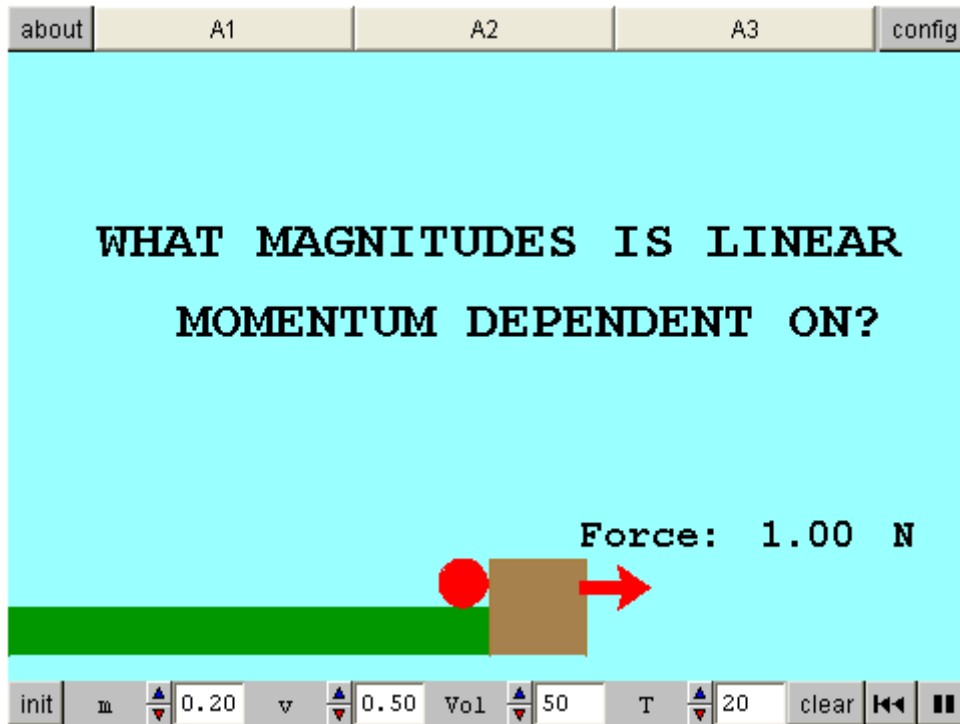 about A1 A2 A3 config
WHAT MAGNITUDES IS LINEAR
MOMENTUM DEPENDENT ON?
Force: 1.00 N
init m 0.20 v 0.50 Vol 50 T 20 clear